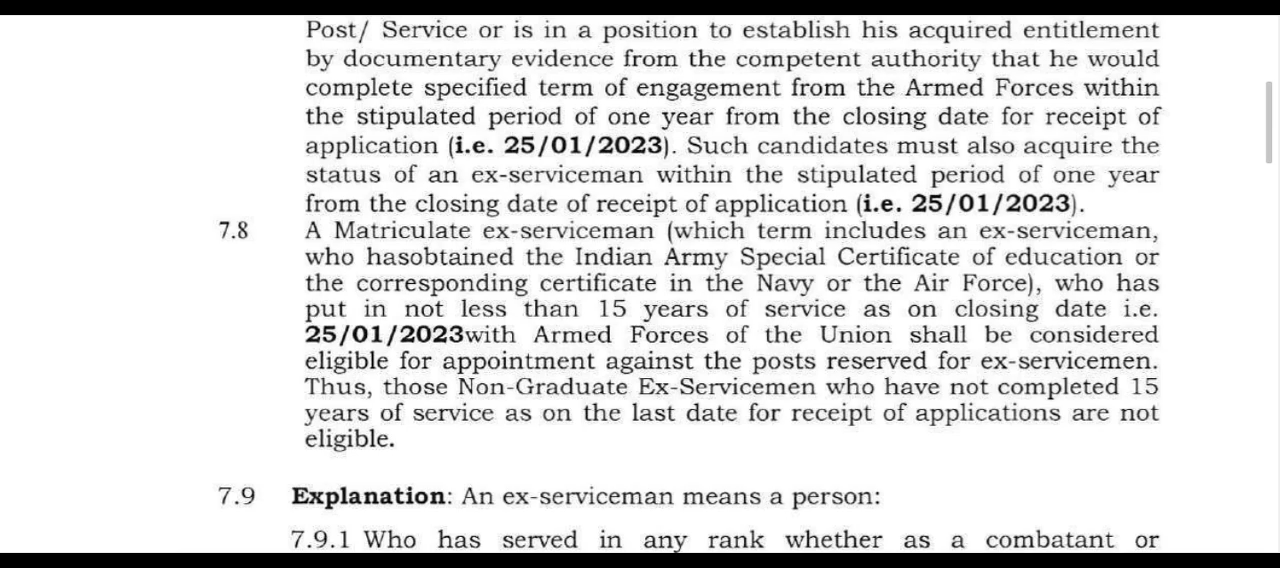 Post/ Service or is in a position to establish his acquired entitlement
by documentary evidence from the competent authority that he would
complete specified term of engagement from the Armed Forces within
the stipulated period of one year from the closing date for receipt of
application (i.e. 25/01/2023). Such candidates must also acquire the
status of an ex-serviceman within the stipulated period of one year
from the closing date of receipt of application (i.e. 25/01/2023).
7.8 A Matriculate ex-serviceman (which term includes an ex-serviceman,
who hasobtained the Indian Army Special Certificate of education or
the corresponding certificate in the Navy or the Air Force), who has
put in not less than 15 years of service as on closing date i.e.
25/01/2023with Armed Forces of the Union shall be considered
eligible for appointment against the posts reserved for ex-servicemen.
Thus, those Non-Graduate Ex-Servicemen who have not completed 15
years of service as on the last date for receipt of applications are not
eligible.
7.9 Explanation: An ex-serviceman means a person:
7.9.1 Who has served in any rank whether as a combatant or